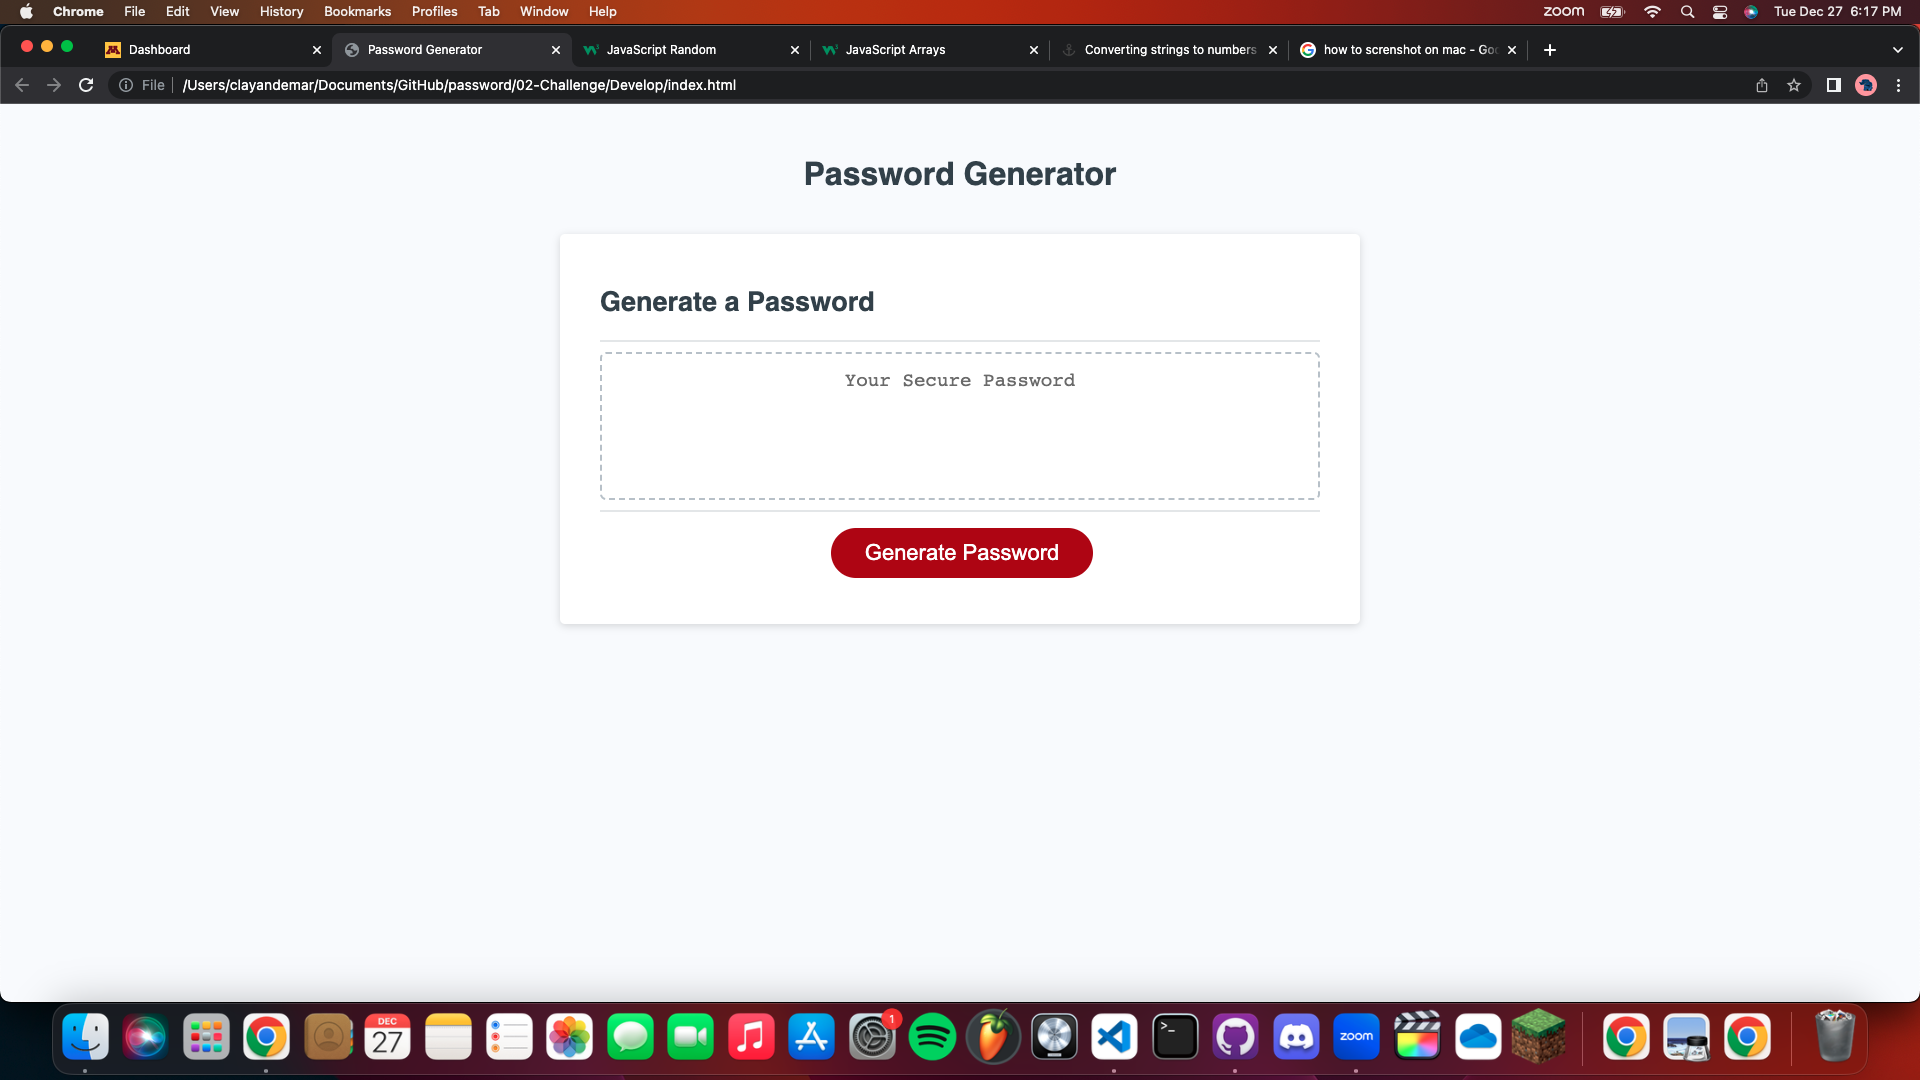 Chrome File Edit View History Bookmarks Profiles Tab Window Help zoom Tue Dec 27 6:17 PM
Dashboard Password Generator JavaScript Random JavaScript Arrays Converting strings to numbers how to screnshot on mac - Goo
File /Users/clayandemar/Documents/GitHub/password/02-Challenge/Develop/index.html
Password Generator
Generate a Password
Your Secure Password
Generate Password
DEC
27
1
>_
zoom